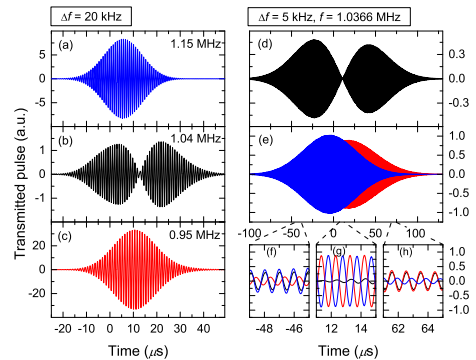 Δf = 20 kHz
Δf = 5 kHz, f = 1.0366 MHz
Transmitted pulse (a.u.)
(a) 1.15 MHz
5
0
-5
(b) 1.04 MHz
1
0
-1
(c) 0.95 MHz
20
0
-20
-20 -10 0 10 20 30 40
Time (μs)
(d)
0.3
0.0
-0.3
(e)
1.0
0.5
0.0
-0.5
-1.0
-100 -50 0 50 100
(f) (g) (h)
1.0
0.5
0.0
-0.5
-1.0
-48 -46 12 14 62 64
Time (μs)